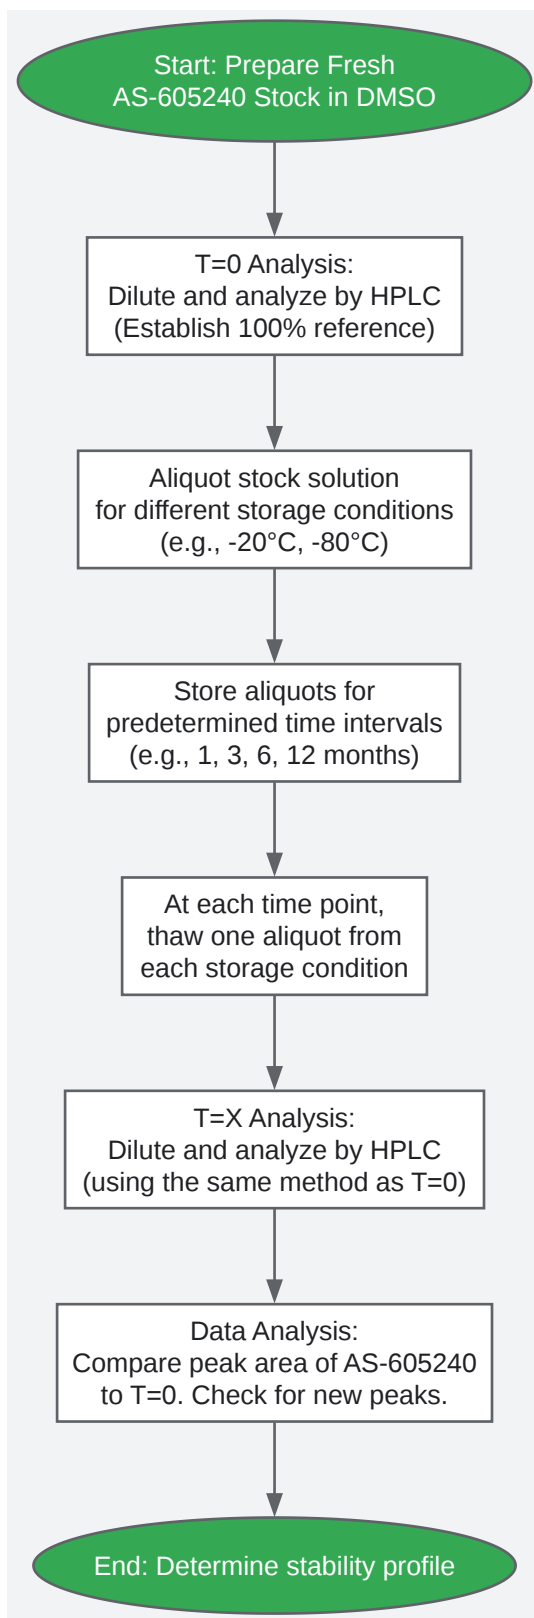 Start: Prepare Fresh
AS-605240 Stock in DMSO
T=0 Analysis:
Dilute and analyze by HPLC
(Establish 100% reference)
Aliquot stock solution
for different storage conditions
(e.g., -20°C, -80°C)
Store aliquots for
predetermined time intervals
(e.g., 1, 3, 6, 12 months)
At each time point,
thaw one aliquot from
each storage condition
T=X Analysis:
Dilute and analyze by HPLC
(using the same method as T=0)
Data Analysis:
Compare peak area of AS-605240
to T=0. Check for new peaks.
End: Determine stability profile